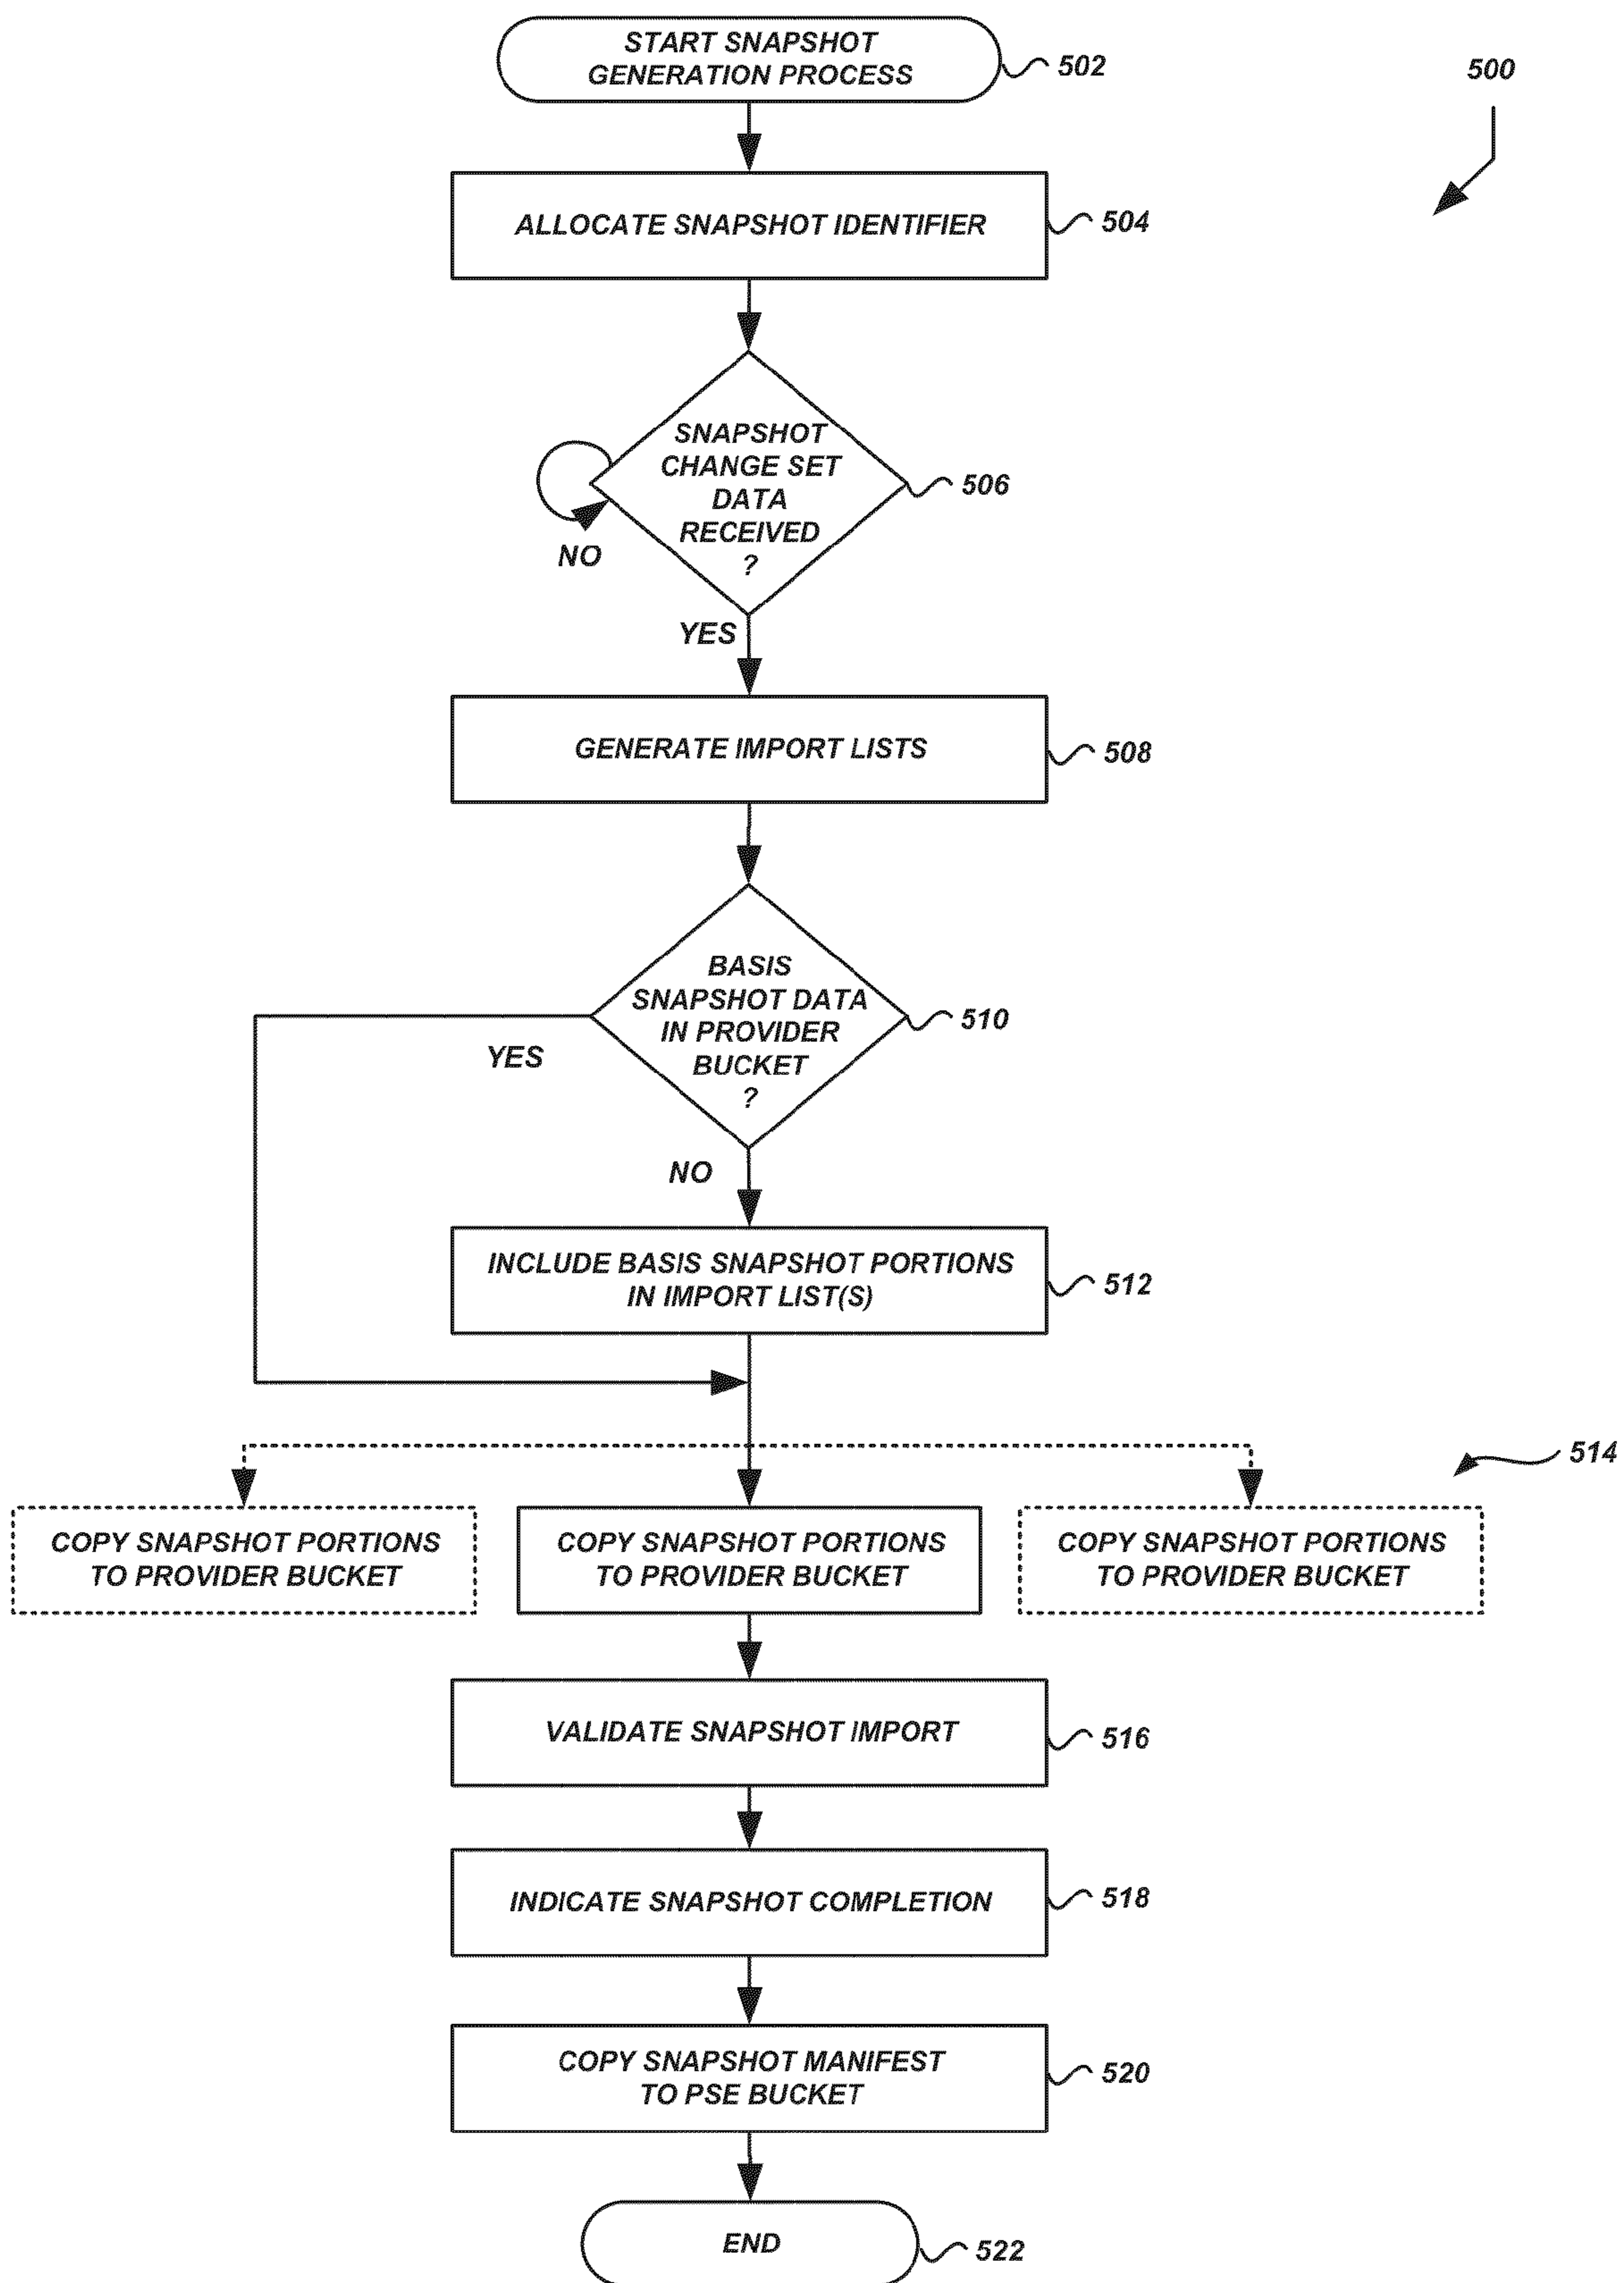 START SNAPSHOT
GENERATION PROCESS
502
500
ALLOCATE SNAPSHOT IDENTIFIER
504
SNAPSHOT
CHANGE SET
DATA
RECEIVED
?
506
NO
YES
GENERATE IMPORT LISTS
508
BASIS
SNAPSHOT DATA
IN PROVIDER
BUCKET
?
510
YES
NO
INCLUDE BASIS SNAPSHOT PORTIONS
IN IMPORT LIST(S)
512
514
COPY SNAPSHOT PORTIONS
TO PROVIDER BUCKET
COPY SNAPSHOT PORTIONS
TO PROVIDER BUCKET
COPY SNAPSHOT PORTIONS
TO PROVIDER BUCKET
VALIDATE SNAPSHOT IMPORT
516
INDICATE SNAPSHOT COMPLETION
518
COPY SNAPSHOT MANIFEST
TO PSE BUCKET
520
END
522